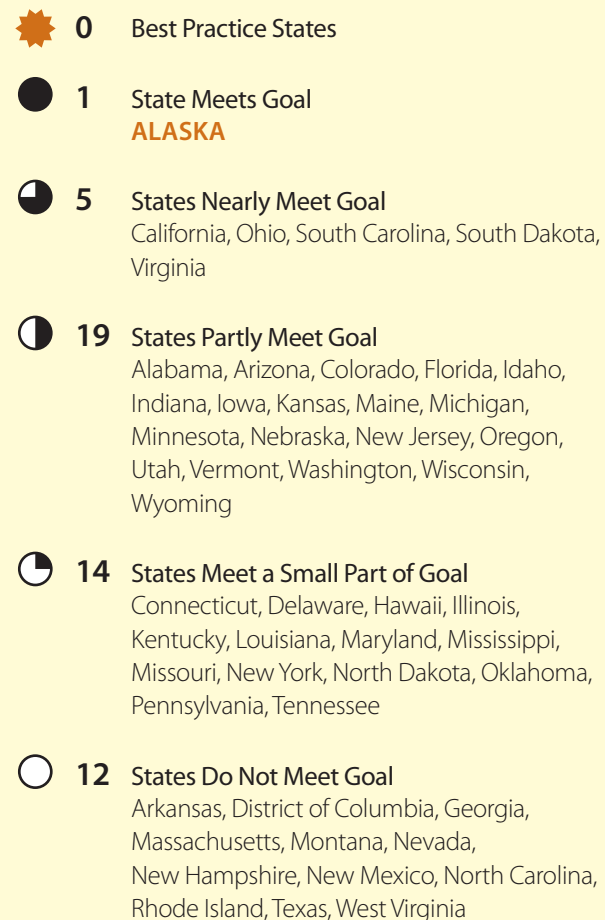 0 Best Practice States
1 State Meets Goal
ALASKA
5 States Nearly Meet Goal
California, Ohio, South Carolina, South Dakota,
Virginia
19 States Partly Meet Goal
Alabama, Arizona, Colorado, Florida, Idaho,
Indiana, Iowa, Kansas, Maine, Michigan,
Minnesota, Nebraska, New Jersey, Oregon,
Utah, Vermont, Washington, Wisconsin,
Wyoming
14 States Meet a Small Part of Goal
Connecticut, Delaware, Hawaii, Illinois,
Kentucky, Louisiana, Maryland, Mississippi,
Missouri, New York, North Dakota, Oklahoma,
Pennsylvania, Tennessee
12 States Do Not Meet Goal
Arkansas, District of Columbia, Georgia,
Massachusetts, Montana, Nevada,
New Hampshire, New Mexico, North Carolina,
Rhode Island, Texas, West Virginia